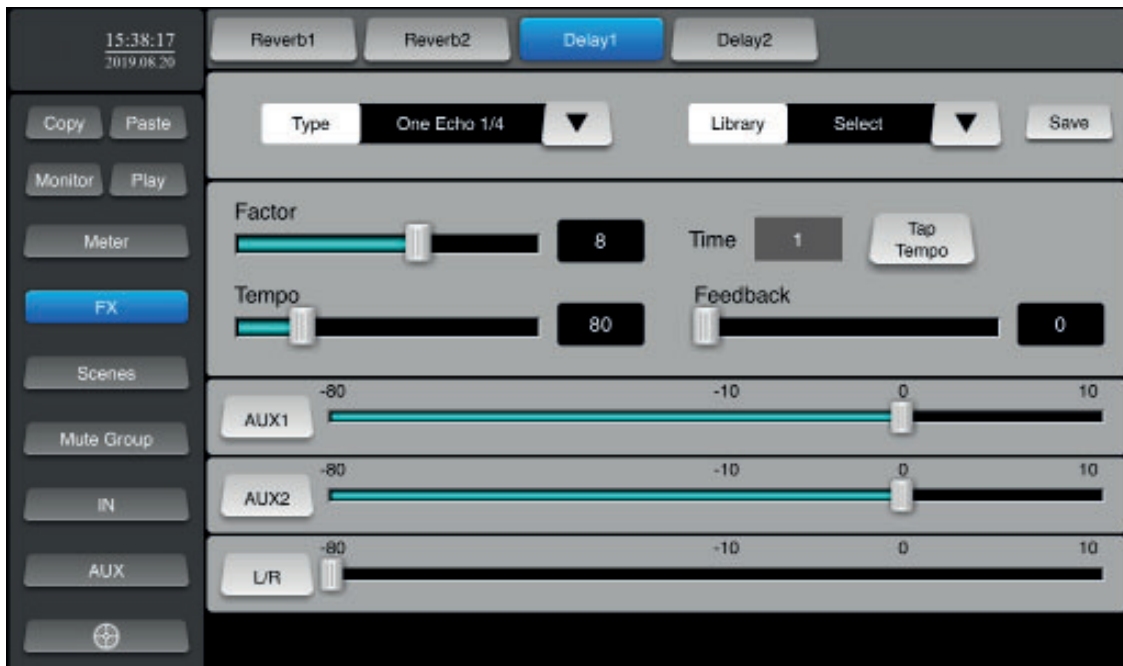 15:38:17
2019.08.20
Copy Paste
Monitor Play
Meter
FX
Scenes
Mute Group
IN
AUX
Reverb1 Reverb2 Delay1 Delay2
Type One Echo 1/4 Library Select Save
Factor
8 Time 1 Tap
Tempo
Tempo Feedback
80 0
-80 -10 0 10
AUX1
-80 -10 0 10
AUX2
-80 -10 0 10
L/R